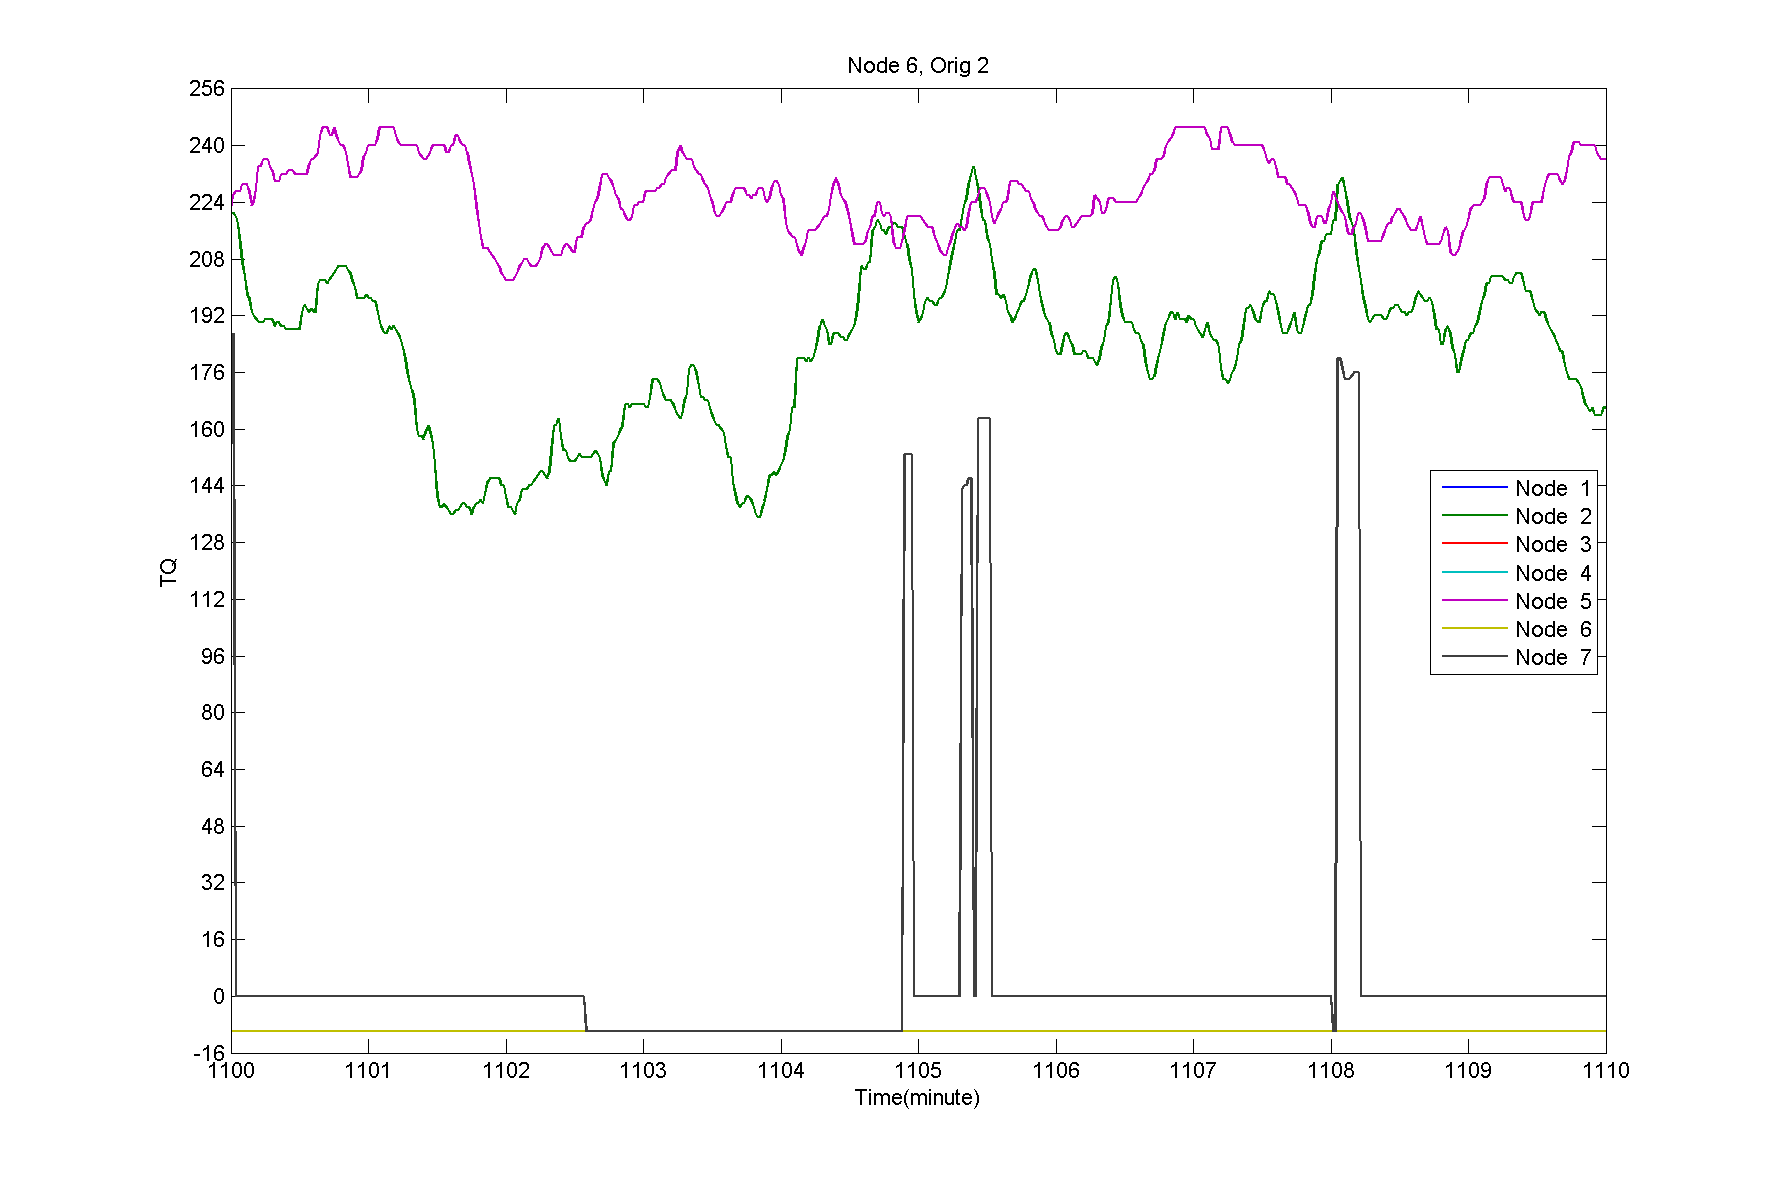 Node 6, Orig 2
256
240
224
208
192
176
160
144
128
112
96
80
64
48
32
16
0
-16
TQ
Node 1
Node 2
Node 3
Node 4
Node 5
Node 6
Node 7
1100 1101 1102 1103 1104 1105 1106 1107 1108 1109 1110
Time(minute)